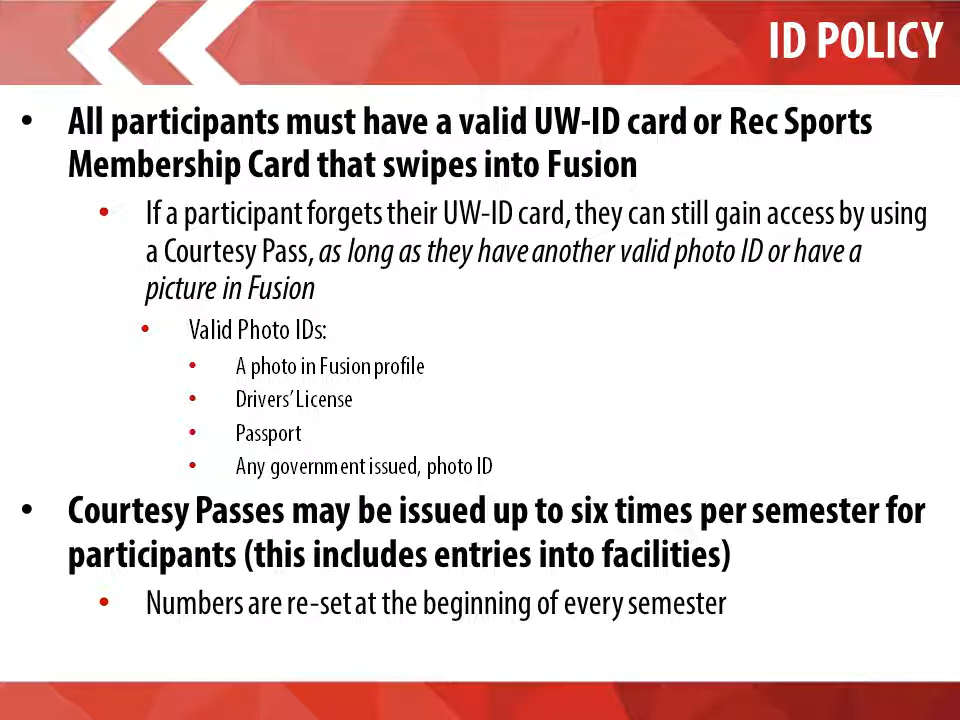 ID POLICY
• All participants must have a valid UW-ID card or Rec Sports
Membership Card that swipes into Fusion
• If a participant forgets their UW-ID card, they can still gain access by using
a Courtesy Pass, as long as they have another valid photo ID or have a
picture in Fusion
• Valid Photo IDs:
• A photo in Fusion profile
• Drivers’ License
• Passport
• Any government issued, photo ID
• Courtesy Passes may be issued up to six times per semester for
participants (this includes entries into facilities)
• Numbers are re-set at the beginning of every semester